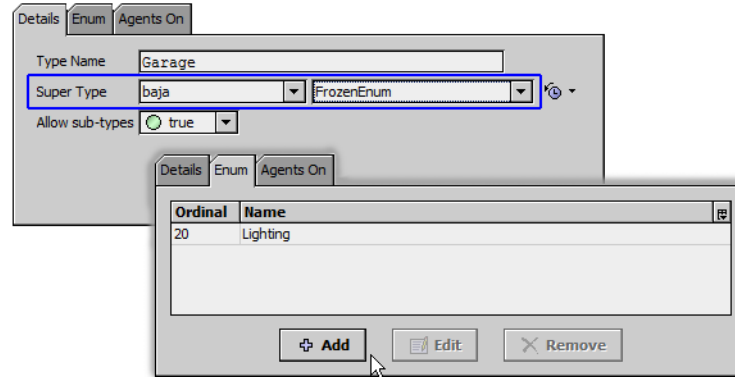 Details Enum Agents On
Type Name Garage
Super Type baja FrozenEnum
Allow sub-types true
Details Enum Agents On
Ordinal Name
20 Lighting
Add Edit Remove